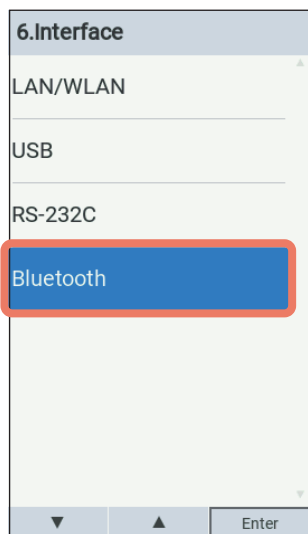 6.Interface
LAN/WLAN
USB
RS-232C
Bluetooth
Enter